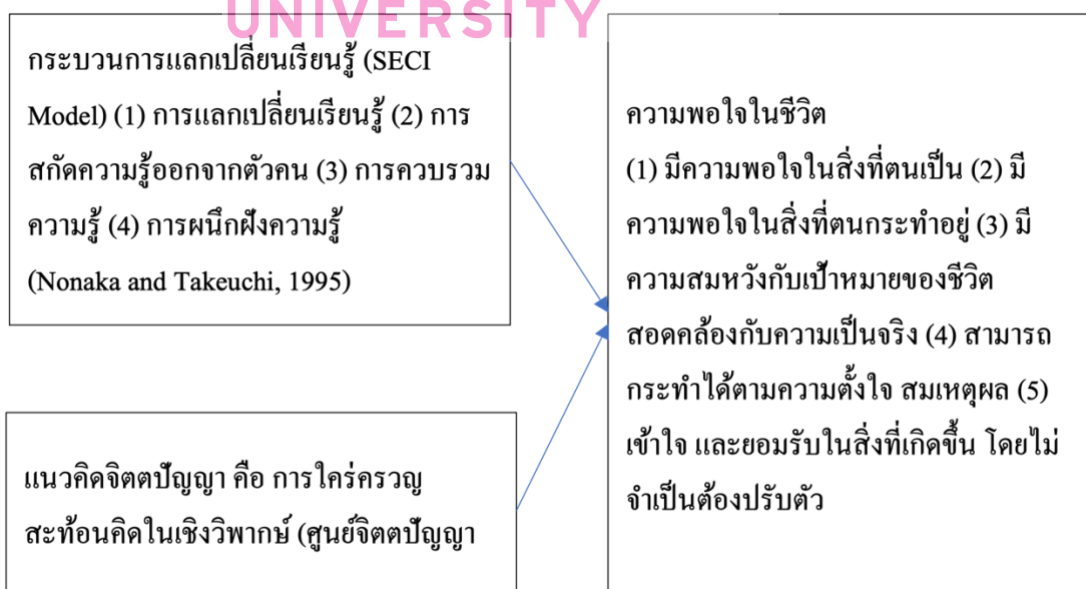 UNIVERSITY
กระบวนการแลกเปลี่ยนเรียนรู้ (SECI
Model) (1) การแลกเปลี่ยนเรียนรู้ (2) การ
สกัดความรู้ออกจากตัวคน (3) การควบรวม
ความรู้ (4) การผนึกฝังความรู้
(Nonaka and Takeuchi, 1995)
แนวคิดจิตตปัญญา คือ การใคร่ครวญ
สะท้อนคิดในเชิงวิพากษ์ (ศูนย์จิตตปัญญา
ความพอใจในชีวิต
(1) มีความพอใจในสิ่งที่ตนเป็น (2) มี
ความพอใจในสิ่งที่ตนกระทำอยู่ (3) มี
ความสมหวังกับเป้าหมายของชีวิต
สอดคล้องกับความเป็นจริง (4) สามารถ
กระทำได้ตามความตั้งใจ สมเหตุผล (5)
เข้าใจ และยอมรับในสิ่งที่เกิดขึ้น โดยไม่
จำเป็นต้องปรับตัว